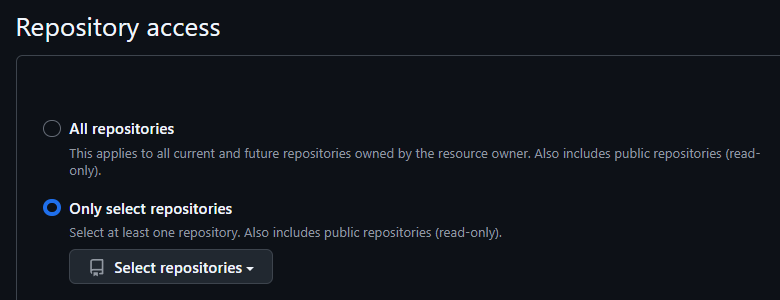 Repository access
All repositories
This applies to all current and future repositories owned by the resource owner. Also includes public repositories (read-
only).
Only select repositories
Select at least one repository. Also includes public repositories (read-only).
Select repositories